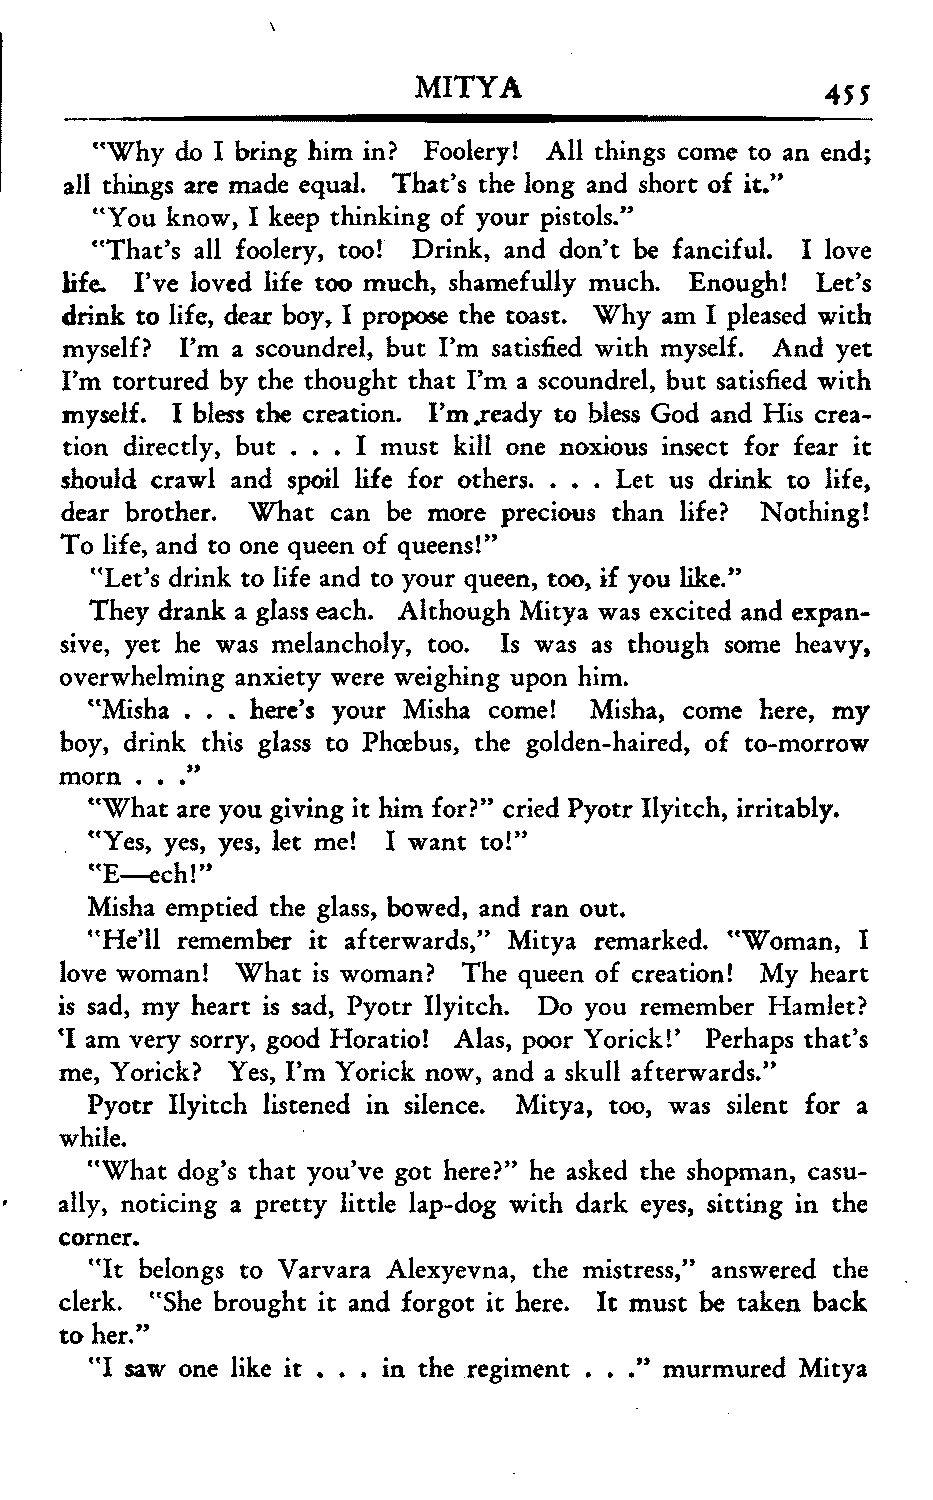 MITYA 455
"Why do I bring him in? Foolery! All things come to an end;
all things are made equal. That's the long and short of it."
"You know, I keep thinking of your pistols."
"That's all foolery, too! Drink, and don't be fanciful. I love
life. I've loved life too much, shamefully much. Enough! Let's
drink to life, dear boy, I propose the toast. Why am I pleased with
myself? I'm a scoundrel, but I'm satisfied with myself. And yet
I'm tortured by the thought that I'm a scoundrel, but satisfied with
myself. I bless the creation. I'm ready to bless God and His crea-
tion directly, but . . . I must kill one noxious insect for fear it
should crawl and spoil life for others. . . . Let us drink to life,
dear brother. What can be more precious than life? Nothing!
To life, and to one queen of queens!"
"Let's drink to life and to your queen, too, if you like."
They drank a glass each. Although Mitya was excited and expan-
sive, yet he was melancholy, too. Is was as though some heavy,
overwhelming anxiety were weighing upon him.
"Misha . . . here's your Misha come! Misha, come here, my
boy, drink this glass to Phœbus, the golden-haired, of to-morrow
morn . . ."
"What are you giving it him for?" cried Pyotr Ilyitch, irritably.
"Yes, yes, yes, let me! I want to!"
"E—ech!"
Misha emptied the glass, bowed, and ran out.
"He'll remember it afterwards," Mitya remarked. "Woman, I
love woman! What is woman? The queen of creation! My heart
is sad, my heart is sad, Pyotr Ilyitch. Do you remember Hamlet?
'I am very sorry, good Horatio! Alas, poor Yorick!' Perhaps that's
me, Yorick? Yes, I'm Yorick now, and a skull afterwards."
Pyotr Ilyitch listened in silence. Mitya, too, was silent for a
while.
"What dog's that you've got here?" he asked the shopman, casu-
ally, noticing a pretty little lap-dog with dark eyes, sitting in the
corner.
"It belongs to Varvara Alexyevna, the mistress," answered the
clerk. "She brought it and forgot it here. It must be taken back
to her."
"I saw one like it . . . in the regiment . . ." murmured Mitya